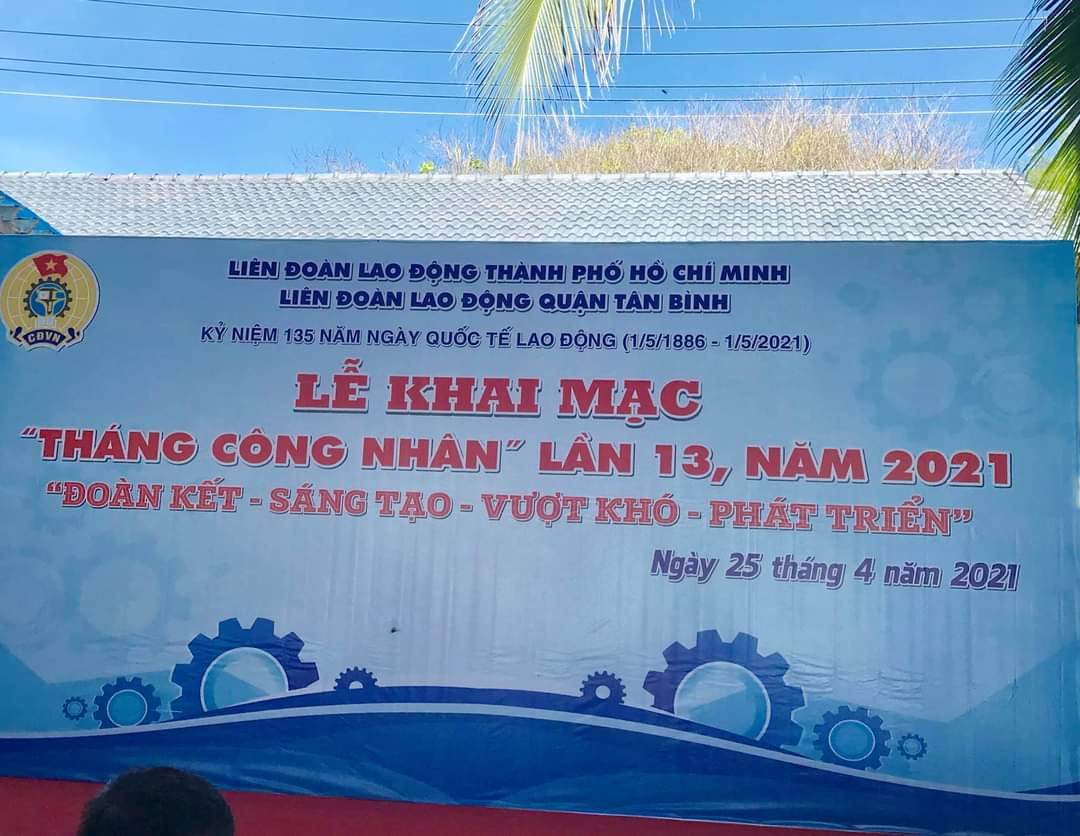 LIÊN ĐOÀN LAO ĐỘNG THÀNH PHỐ HỒ CHÍ MINH
LIÊN ĐOÀN LAO ĐỘNG QUẬN TÂN BÌNH
CĐVN
KỶ NIỆM 135 NĂM NGÀY QUỐC TẾ LAO ĐỘNG (1/5/1886 - 1/5/2021)
LỄ KHAI MẠC
“THÁNG CÔNG NHÂN” LẦN 13, NĂM 2021
“ĐOÀN KẾT - SÁNG TẠO - VƯỢT KHÓ - PHÁT TRIỂN”
Ngày 25 tháng 4 năm 2021